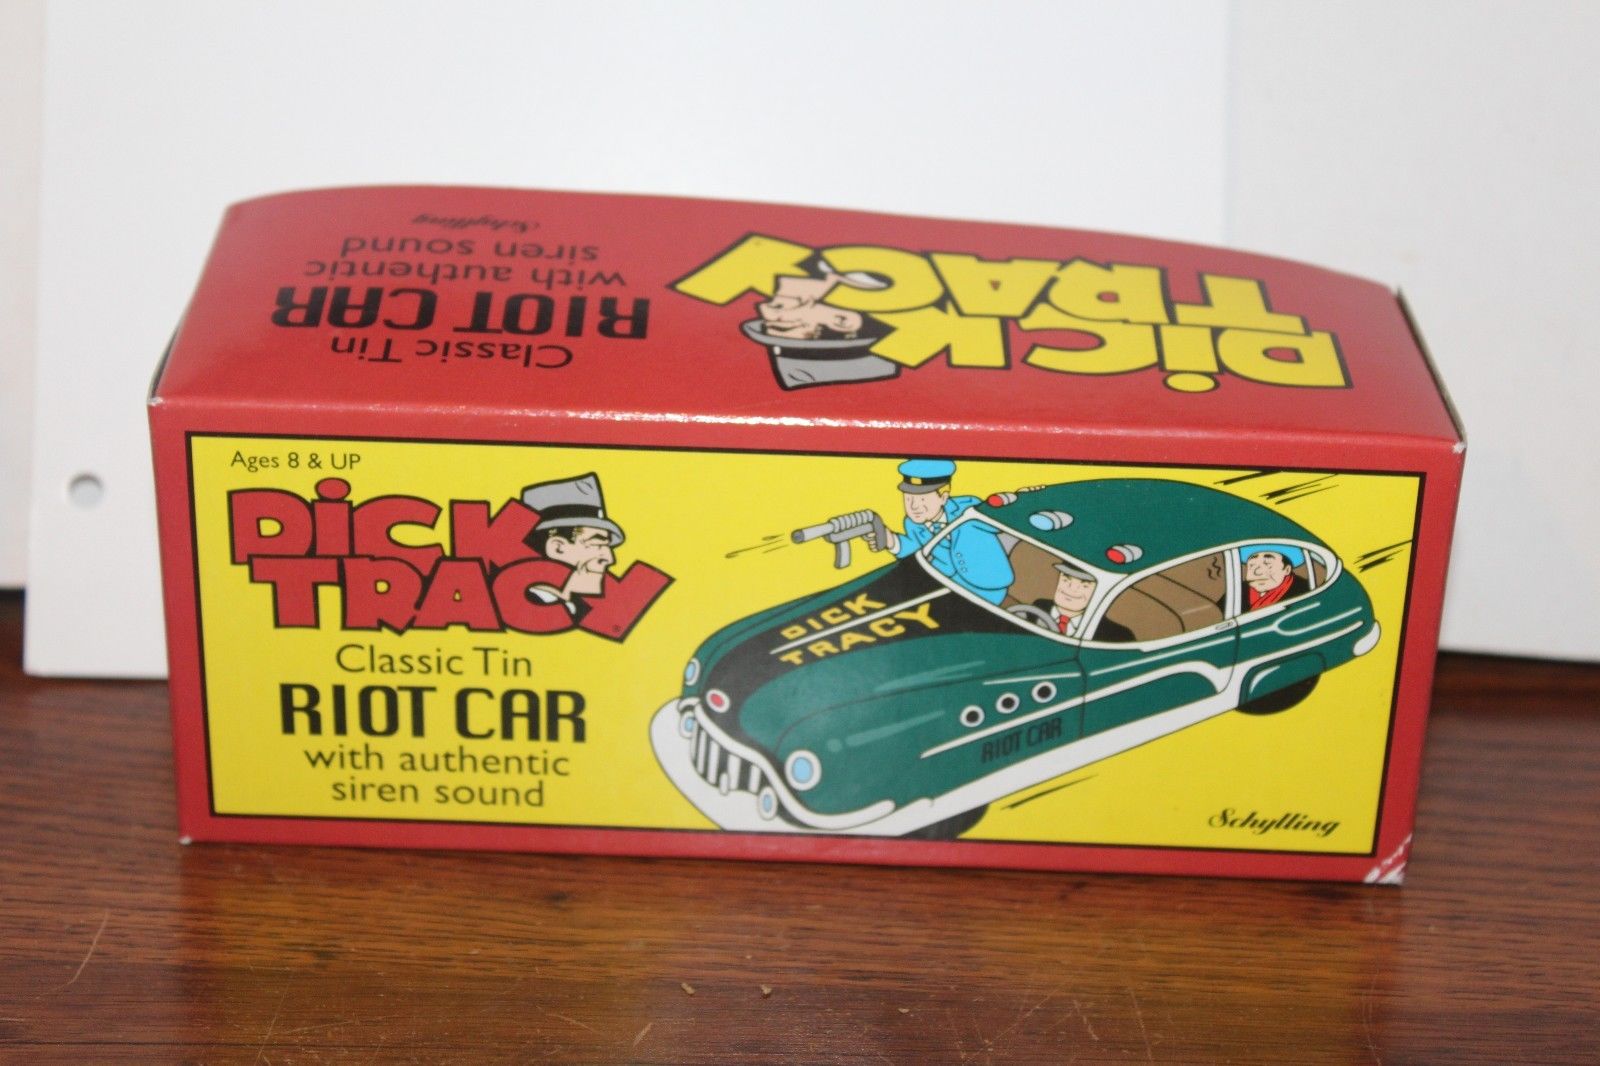 DICK
TRACY
Classic Tin
RIOT CAR
with authentic
siren sound
Schylling
Ages 8 & UP
DICK
TRACY
Classic Tin
RIOT CAR
with authentic
siren sound
DICK
TRACY
RIOT CAR
Schylling